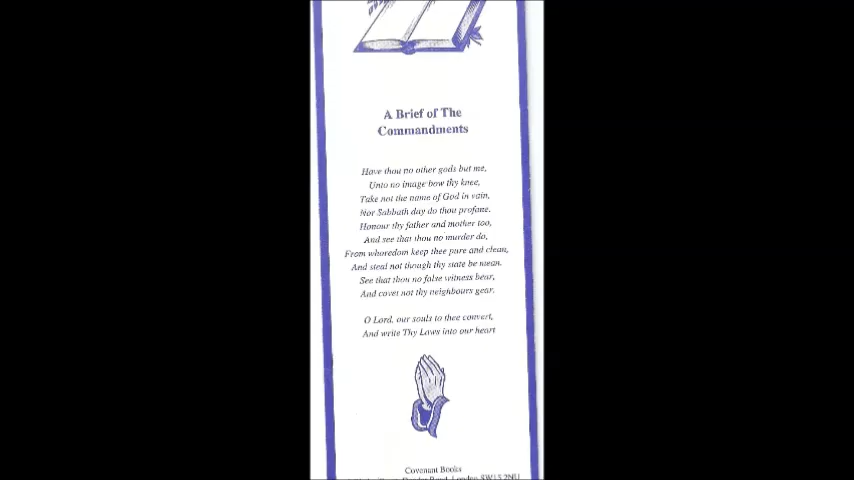 A Brief of The
Commandments
Have thou no other gods but me,
Unto no image bow thy knee,
Take not the name of God in vain,
Nor Sabbath day do thou profane.
Honour thy father and mother too,
And see that thou no murder do,
From whoredom keep thee pure and clean,
And steal not though thy state be mean.
See that thou no false witness bear,
And covet not thy neighbours gear.
O Lord, our souls to thee convert,
And write Thy Laws into our heart
Covenant Books
Road, London SW15 2NU